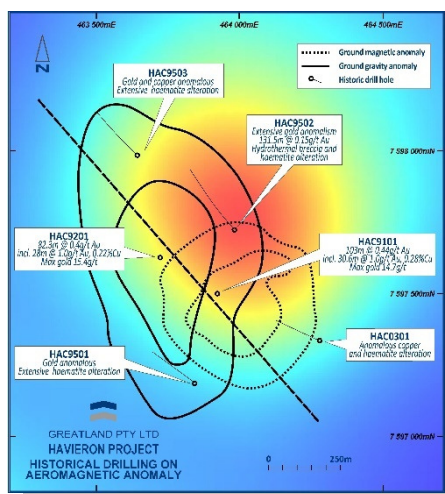 463 500mE
464 000mE
464 500mE
Ground magnetic anomaly
Ground gravity anomaly
Historic drill hole
N
HAC9503
Gold and copper anomalous
Extensive haematite alteration
HAC9502
Extensive gold anomalism
131.5m @ 0.15g/t Au
Hydrothermal breccia and
haematite alteration
7 598 000mN
HAC9201
92.3m @ 0.4g/t Au
incl. 28m @ 1.0g/t Au, 0.22%Cu
Max gold 15.4g/t
HAC9101
103m @ 0.44g/t Au
incl. 30.6m @ 1.0g/t Au, 0.28%Cu
Max gold 14.7g/t
7 597 500mN
HAC9501
Gold anomalous
Extensive haematite alteration
HAC0301
Anomalous copper
and haematite alteration
GREATLAND PTY LTD
HAVIERON PROJECT
HISTORICAL DRILLING ON
AEROMAGNETIC ANOMALY
7 597 000mN
0 250m